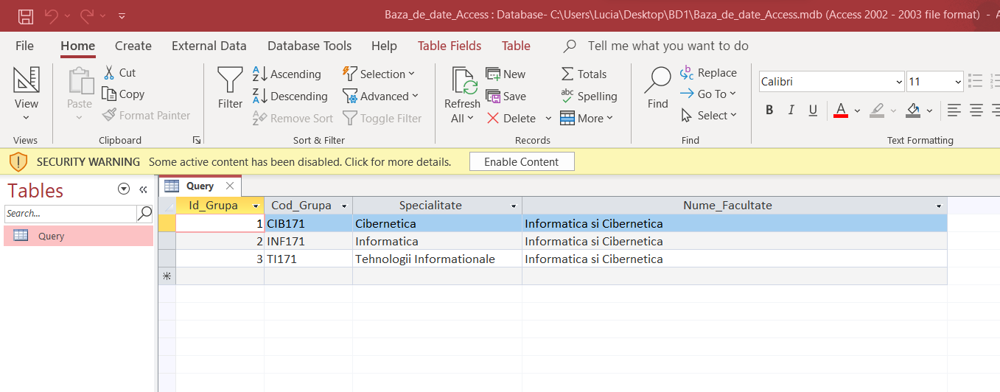 Baza_de_date_Access : Database- C:\Users\Lucia\Desktop\BD1\Baza_de_date_Access.mdb (Access 2002 - 2003 file format) - A
File Home Create External Data Database Tools Help Table Fields Table Tell me what you want to do
View
Views
Paste
Cut
Copy
Format Painter
Clipboard
Filter
Ascending
Descending
Remove Sort
Selection
Advanced
Toggle Filter
Sort & Filter
Refresh
All
New
Save
Delete
Totals
Spelling
More
Records
Find
Replace
Go To
Select
Find
Calibri 11
B I U A
Text Formatting
SECURITY WARNING Some active content has been disabled. Click for more details. Enable Content
Tables
Search...
Query
Query
Id_Grupa Cod_Grupa Specialitate Nume_Facultate
1 CIB171 Cibernetica Informatica si Cibernetica
2 INF171 Informatica Informatica si Cibernetica
3 TI171 Tehnologii Informationale Informatica si Cibernetica